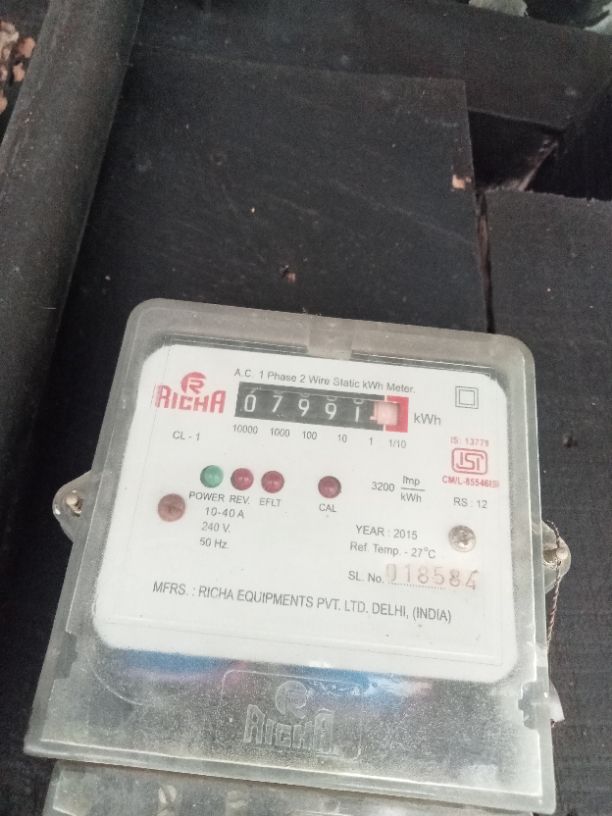 A.C. 1 Phase 2 Wire Static kWh Meter.
RICHA
07991
kWh
10000 1000 100 10 1 1/10
CL - 1
IS: 13779
ISI
3200 Imp/kWh
RS : 12
POWER REV. EFLT CAL
10-40 A
240 V.
50 Hz.
YEAR : 2015
Ref. Temp. - 27°C
SL. No. 018584
MFRS. : RICHA EQUIPMENTS PVT. LTD. DELHI, (INDIA)
RICHA